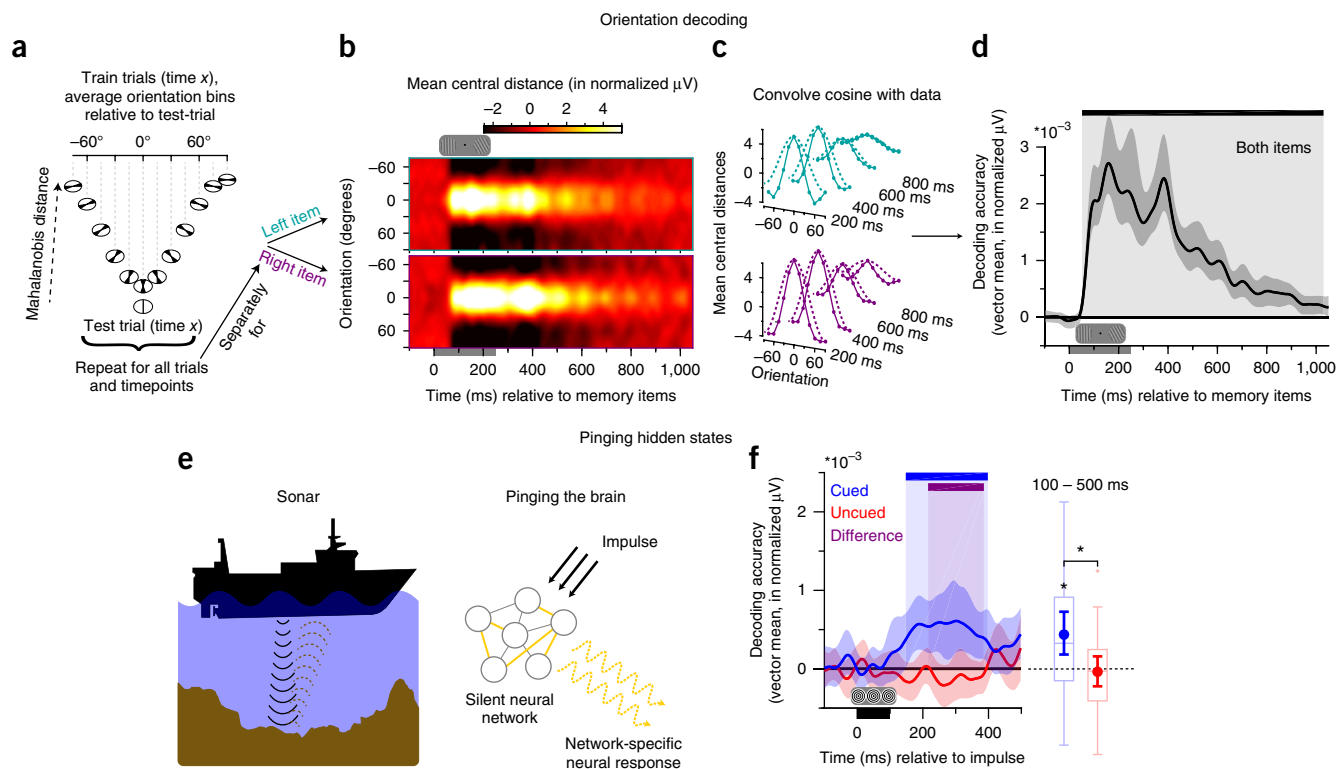 Orientation decoding
a
Train trials (time x),
average orientation bins
relative to test-trial
–60°
0°
60°
Mahalanobis distance
Test trial (time x)
Repeat for all trials
and timepoints
Separately
for
Left item
Right item
b
Mean central distance (in normalized µV)
–2
0
2
4
Orientation (degrees)
–60
0
60
–60
0
60
0
200
400
600
800
1,000
Time (ms) relative to memory items
c
Convolve cosine with data
Mean central distances
4
0
–4
–60
0
60
200 ms
400 ms
600 ms
800 ms
4
0
–4
–60
0
60
200 ms
400 ms
600 ms
800 ms
Orientation
d
*10⁻³
Both items
Decoding accuracy
(vector mean, in normalized µV)
3
2
1
0
0
200
400
600
800
1,000
Time (ms) relative to memory items
Pinging hidden states
e
Sonar
Pinging the brain
Impulse
Silent neural
network
Network-specific
neural response
f
*10⁻³
Cued
Uncued
Difference
Decoding accuracy
(vector mean, in normalized µV)
2
1
0
0
200
400
Time (ms) relative to impulse
100 – 500 ms
*
*